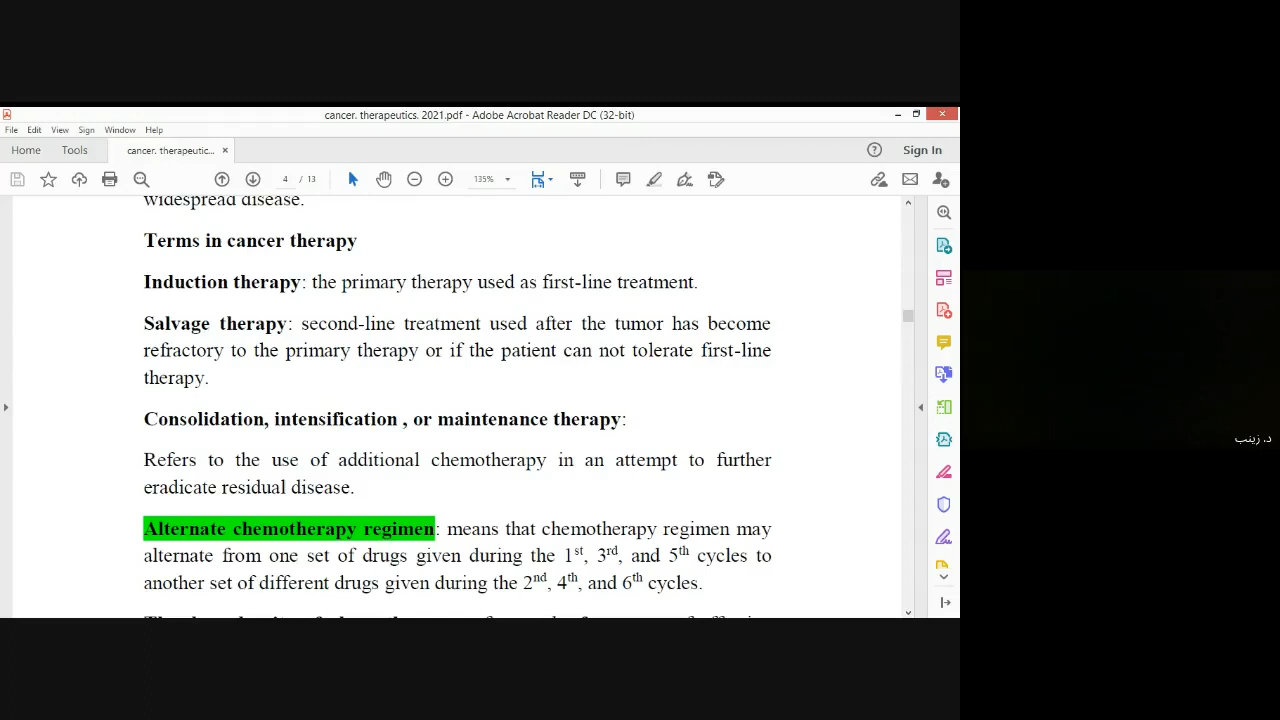 cancer. therapeutics. 2021.pdf - Adobe Acrobat Reader DC (32-bit)
File Edit View Sign Window Help
Home Tools cancer. therapeutic... × Sign In
4 / 13 135%
widespread disease.
Terms in cancer therapy
Induction therapy: the primary therapy used as first-line treatment.
Salvage therapy: second-line treatment used after the tumor has become
refractory to the primary therapy or if the patient can not tolerate first-line
therapy.
Consolidation, intensification , or maintenance therapy:
Refers to the use of additional chemotherapy in an attempt to further
eradicate residual disease.
Alternate chemotherapy regimen: means that chemotherapy regimen may
alternate from one set of drugs given during the 1st, 3rd, and 5th cycles to
another set of different drugs given during the 2nd, 4th, and 6th cycles.
د. زينب